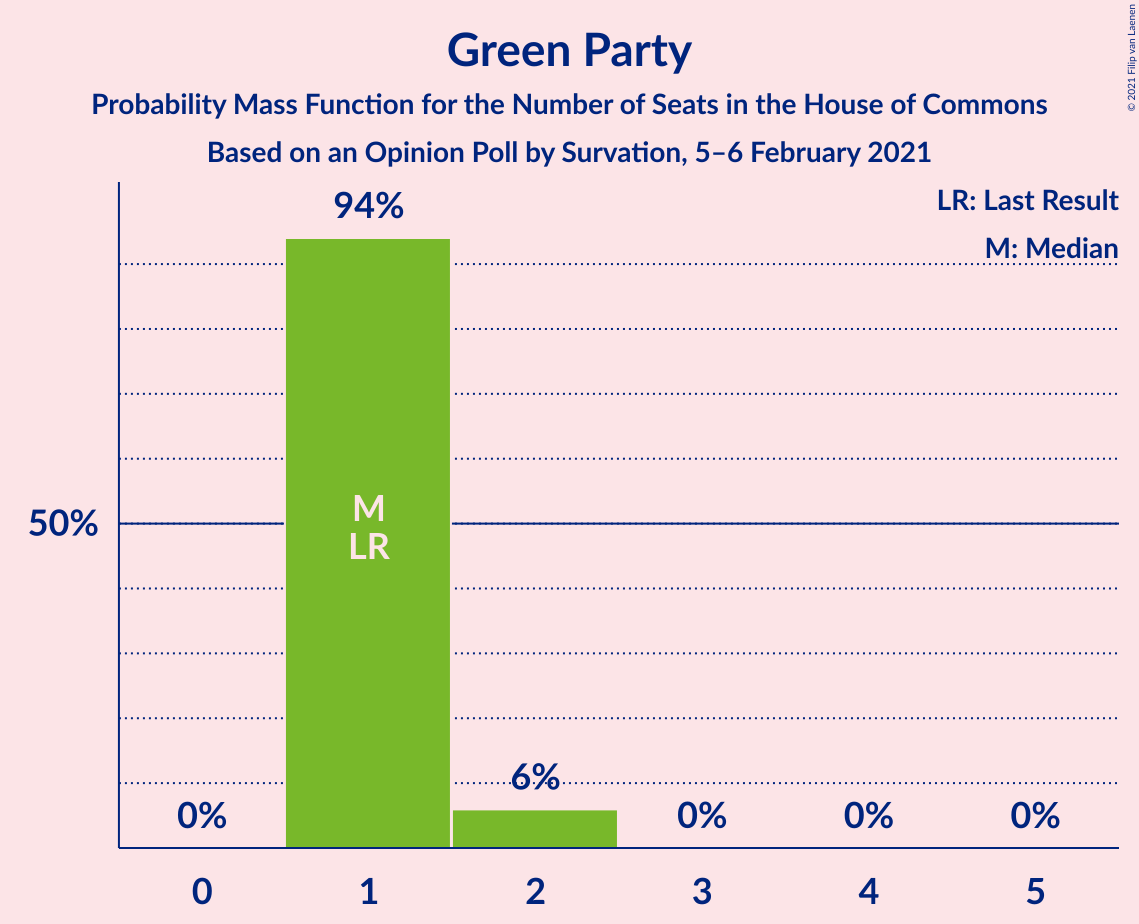 Green Party
Probability Mass Function for the Number of Seats in the House of Commons
Based on an Opinion Poll by Survation, 5–6 February 2021
© 2021 Filip van Laenen
LR: Last Result
M: Median
94%
50%
M
LR
6%
0%
0%
0%
0%
0 1 2 3 4 5